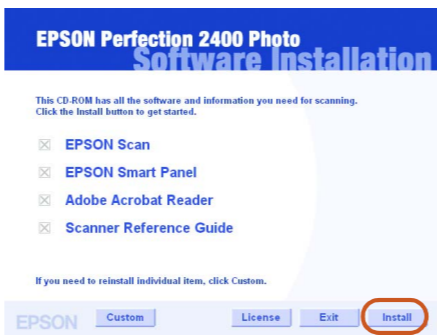 EPSON Perfection 2400 Photo
Software Installation
This CD-ROM has all the software and information you need for scanning.
Click the Install button to get started.
EPSON Scan
EPSON Smart Panel
Adobe Acrobat Reader
Scanner Reference Guide
If you need to reinstall individual item, click Custom.
EPSON Custom License Exit Install